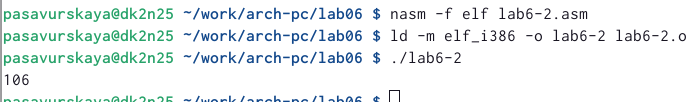 pasavurskaya@dk2n25 ~/work/arch-pc/lab06 $ nasm -f elf lab6-2.asm
pasavurskaya@dk2n25 ~/work/arch-pc/lab06 $ ld -m elf_i386 -o lab6-2 lab6-2.o
pasavurskaya@dk2n25 ~/work/arch-pc/lab06 $ ./lab6-2
106
pasavurskaya@dk2n25 ~/work/arch-pc/lab06 $